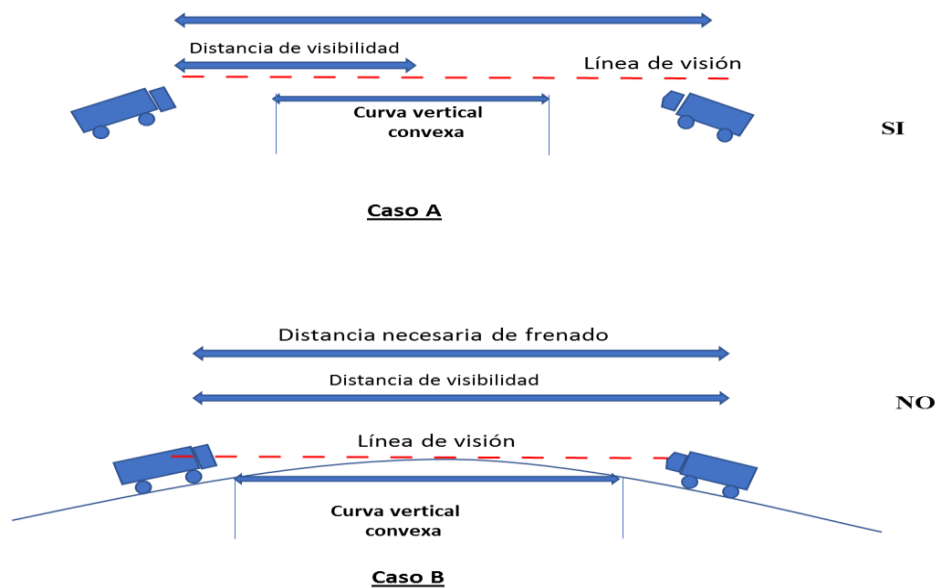 Distancia de visibilidad
Línea de visión
Curva vertical
convexa
SI
Caso A
Distancia necesaria de frenado
Distancia de visibilidad
NO
Línea de visión
Curva vertical
convexa
Caso B